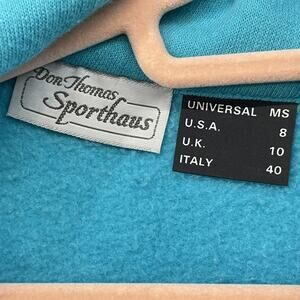 Don Thomas
Sporthaus
UNIVERSAL MS
U.S.A. 8
U.K. 10
ITALY 40